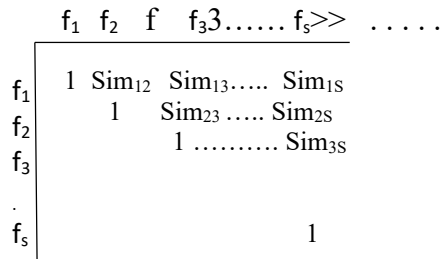 f₁ f₂ f f₃3…… fₛ>> . . . . .
f₁ 1 Sim₁₂ Sim₁₃….. Sim₁S
f₂ 1 Sim₂₃ ….. Sim₂S
f₃ 1 ………. Sim₃S
.
fₛ 1